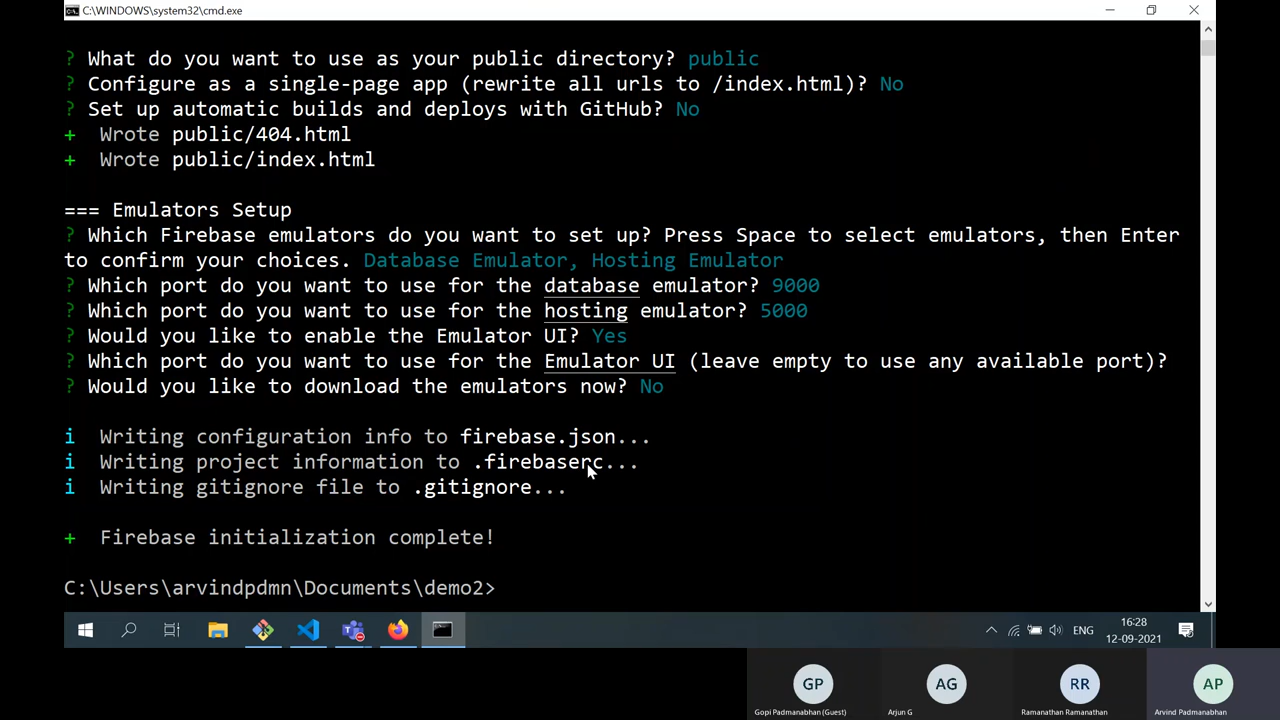 C:\WINDOWS\system32\cmd.exe
? What do you want to use as your public directory? public
? Configure as a single-page app (rewrite all urls to /index.html)? No
? Set up automatic builds and deploys with GitHub? No
+  Wrote public/404.html
+  Wrote public/index.html
=== Emulators Setup
? Which Firebase emulators do you want to set up? Press Space to select emulators, then Enter
to confirm your choices. Database Emulator, Hosting Emulator
? Which port do you want to use for the database emulator? 9000
? Which port do you want to use for the hosting emulator? 5000
? Would you like to enable the Emulator UI? Yes
? Which port do you want to use for the Emulator UI (leave empty to use any available port)?
? Would you like to download the emulators now? No
i  Writing configuration info to firebase.json...
i  Writing project information to .firebaserc...
i  Writing gitignore file to .gitignore...
+  Firebase initialization complete!
C:\Users\arvindpdmn\Documents\demo2>
ENG
16:28
12-09-2021
GP
AG
RR
AP
Gopi Padmanabhan (Guest)
Arjun G
Ramanathan Ramanathan
Arvind Padmanabhan